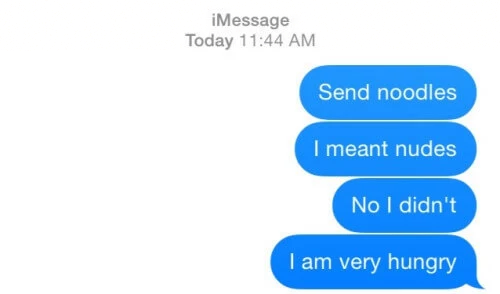 iMessage
Today 11:44 AM
Send noodles
I meant nudes
No I didn't
I am very hungry